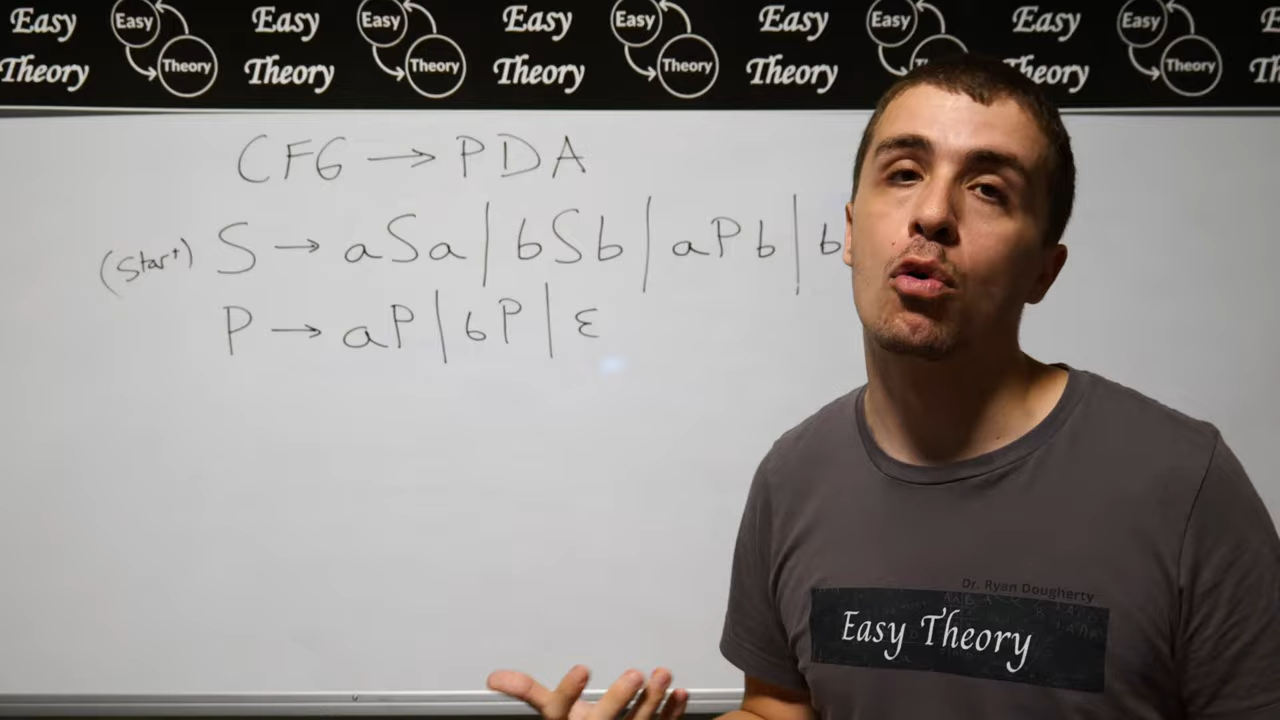 Easy Easy Easy Easy Easy Easy Easy Easy Easy
Theory Theory Theory Theory Theory Theory Theory Theory
CFG → PDA
(Start) S → aSa | bSb | aPb | b
P → aP | bP | ε
Dr. Ryan Dougherty
Easy Theory